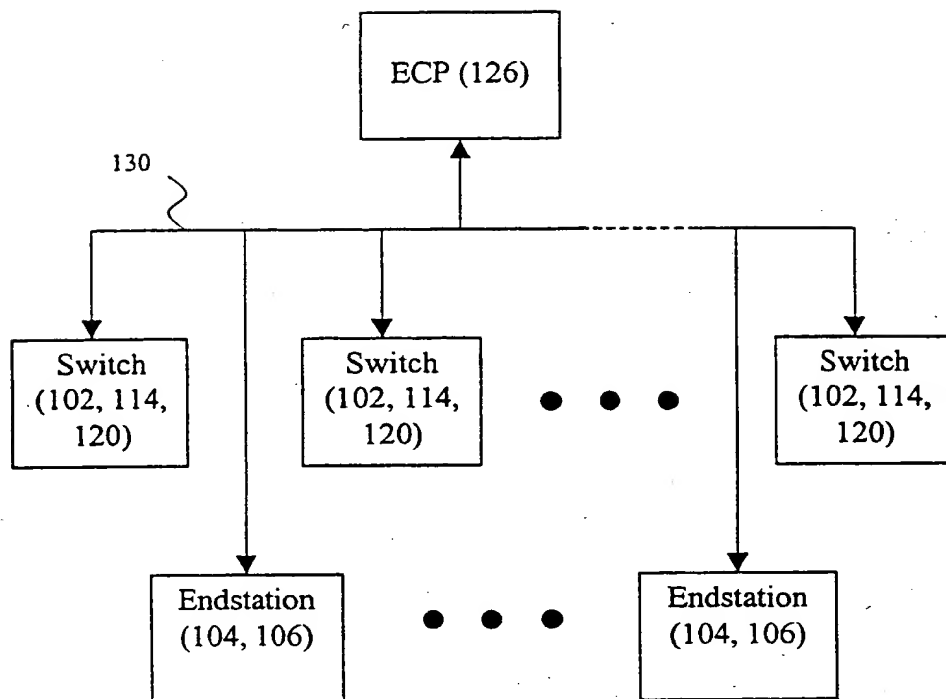 ECP (126)
130
Switch
(102, 114,
120)
Switch
(102, 114,
120)
Switch
(102, 114,
120)
Endstation
(104, 106)
Endstation
(104, 106)